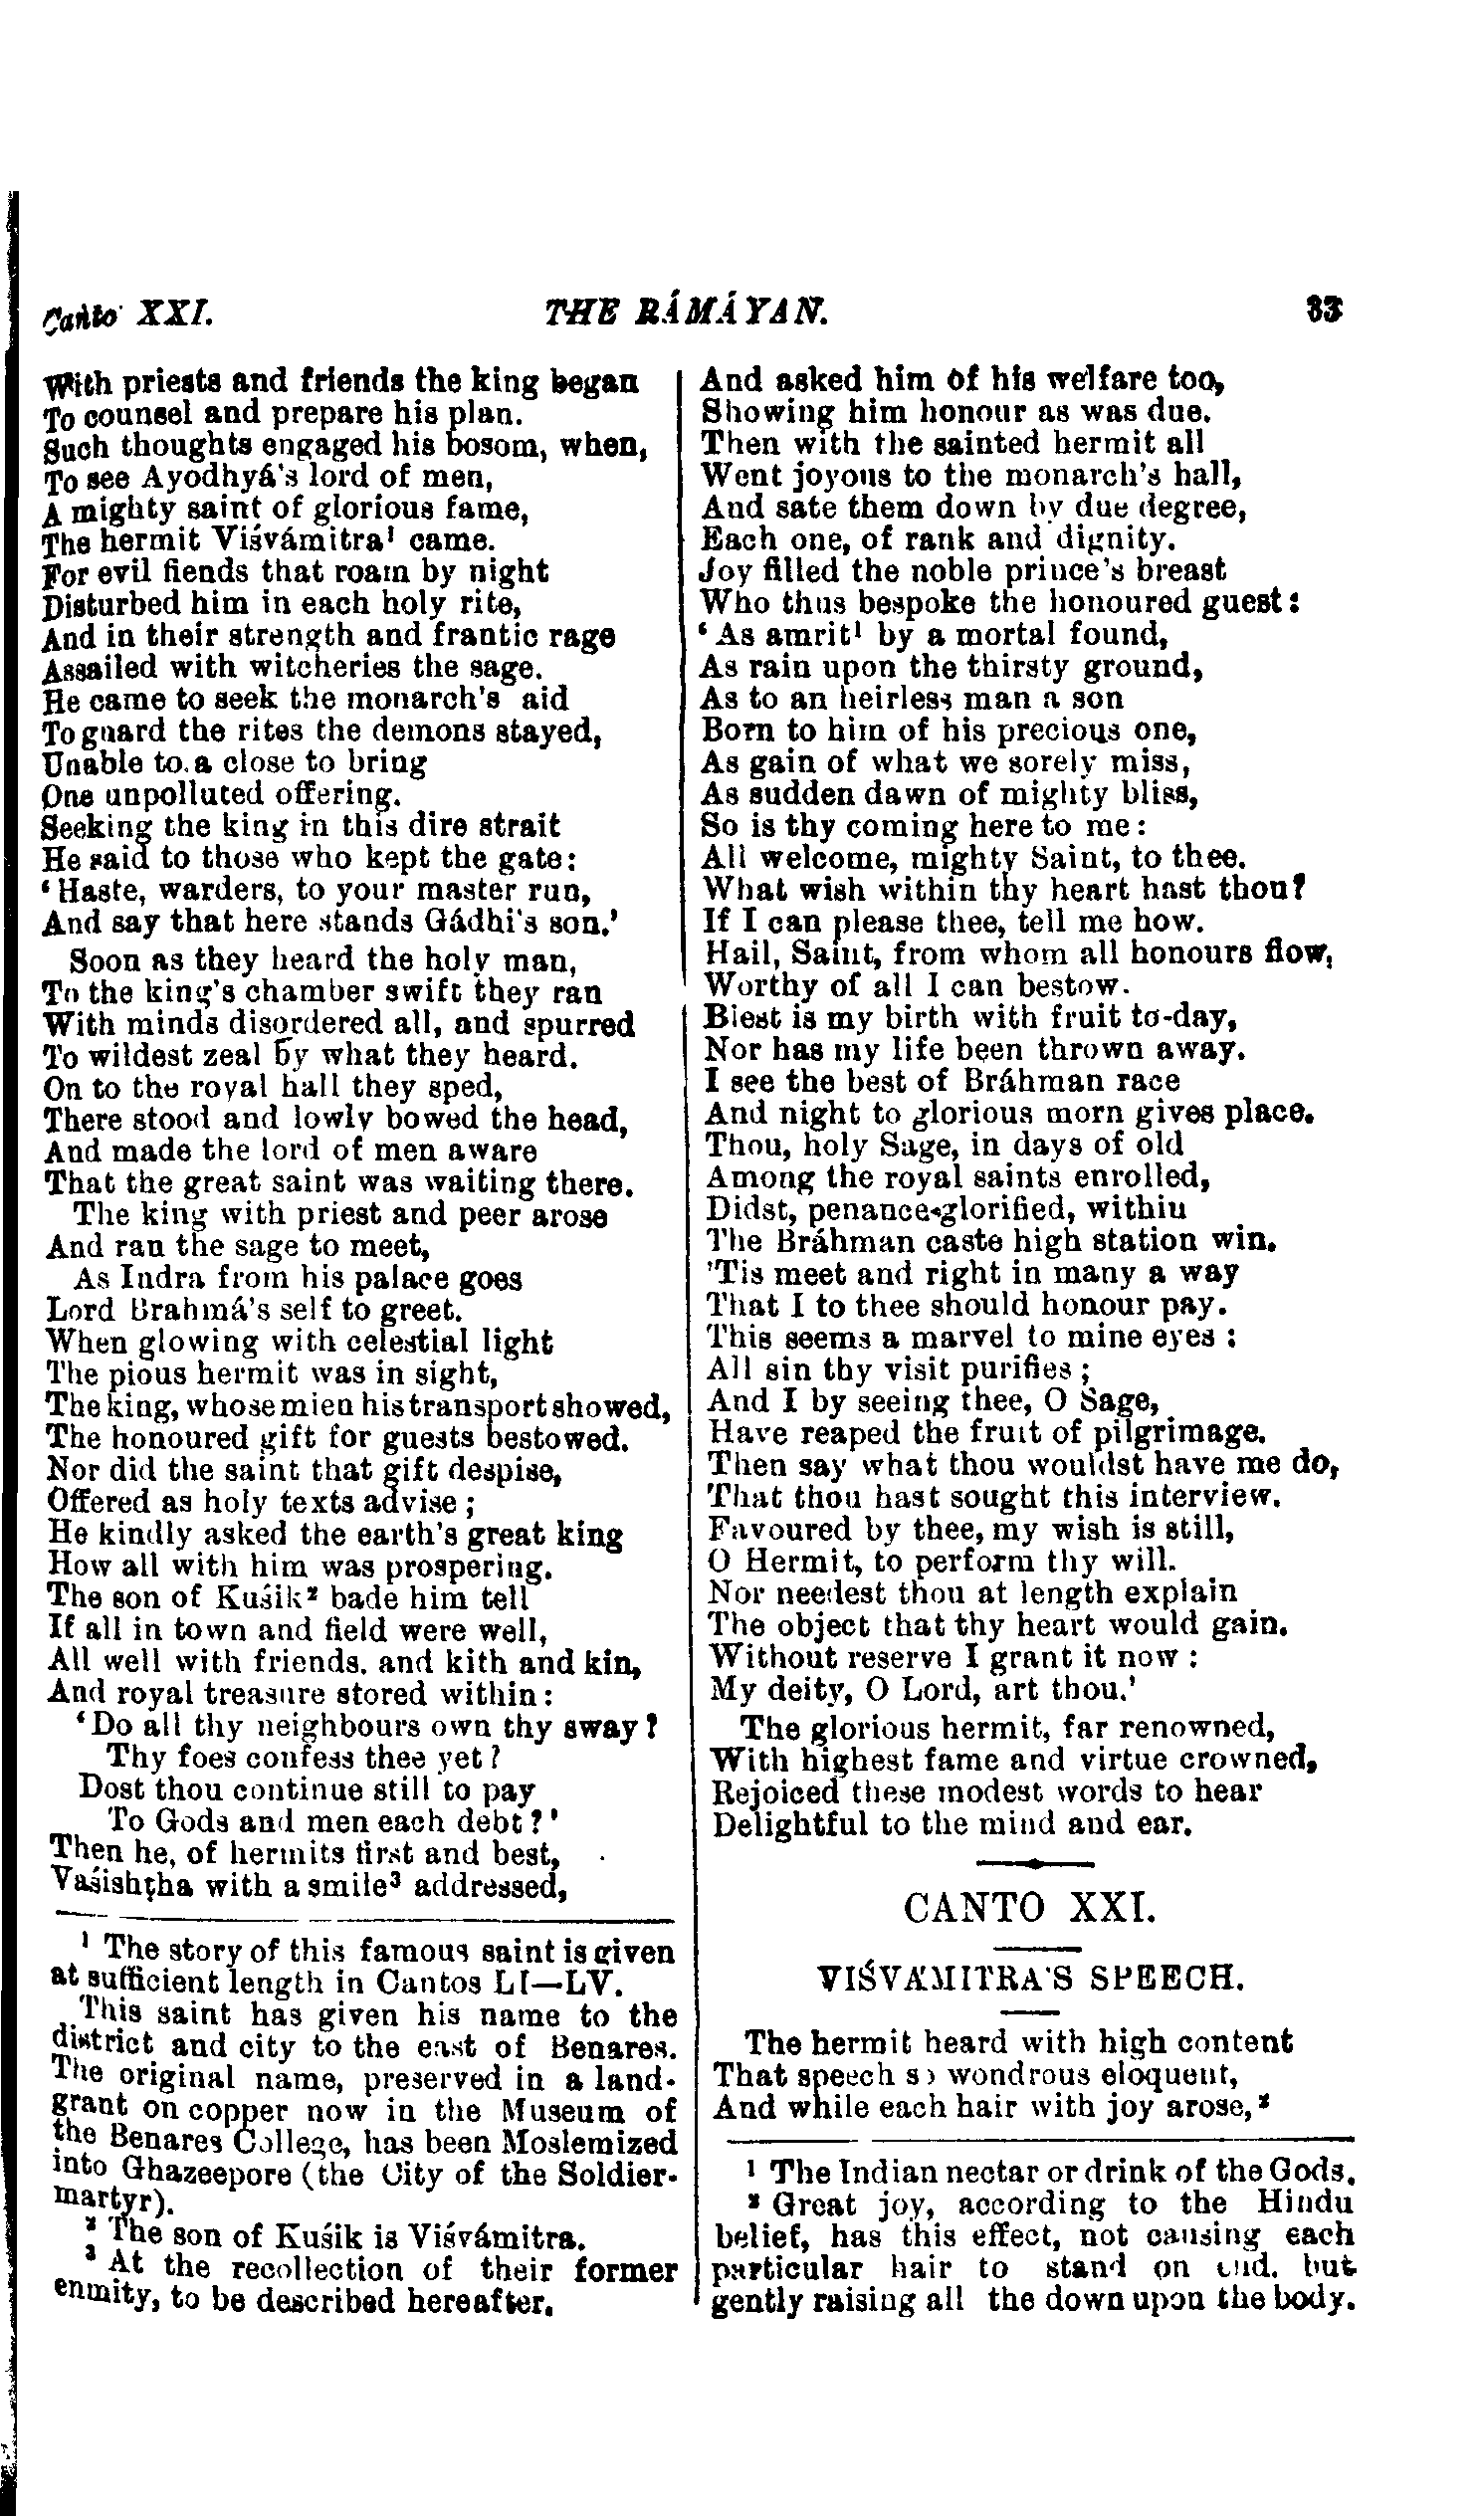 Canto XXI.
THE RÁMÁYAN.
33
With priests and friends the king began
To counsel and prepare his plan.
Such thoughts engaged his bosom, when,
To see Ayodhyá's lord of men,
A mighty saint of glorious fame,
The hermit Viśvámitra¹ came.
For evil fiends that roam by night
Disturbed him in each holy rite,
And in their strength and frantic rage
Assailed with witcheries the sage.
He came to seek the monarch's aid
To guard the rites the demons stayed,
Unable to a close to bring
One unpolluted offering.
Seeking the king in this dire strait
He said to those who kept the gate:
'Haste, warders, to your master run,
And say that here stands Gádhi's son.'
Soon as they heard the holy man,
To the king's chamber swift they ran
With minds disordered all, and spurred
To wildest zeal by what they heard.
On to the royal hall they sped,
There stood and lowly bowed the head,
And made the lord of men aware
That the great saint was waiting there.
The king with priest and peer arose
And ran the sage to meet,
As Indra from his palace goes
Lord Brahmá's self to greet.
When glowing with celestial light
The pious hermit was in sight,
The king, whose mien his transport showed,
The honoured gift for guests bestowed.
Nor did the saint that gift despise,
Offered as holy texts advise;
He kindly asked the earth's great king
How all with him was prospering.
The son of Kuśik² bade him tell
If all in town and field were well,
All well with friends, and kith and kin,
And royal treasure stored within:
'Do all thy neighbours own thy sway?
Thy foes confess thee yet?
Dost thou continue still to pay
To Gods and men each debt?'
Then he, of hermits first and best,
Vaśishṭha with a smile³ addressed,
¹ The story of this famous saint is given
at sufficient length in Cantos LI—LV.
This saint has given his name to the
district and city to the east of Benares.
The original name, preserved in a land-
grant on copper now in the Museum of
the Benares College, has been Moslemized
into Ghazeepore (the City of the Soldier-
martyr).
² The son of Kuśik is Viśvámitra.
³ At the recollection of their former
enmity, to be described hereafter.
And asked him of his welfare too,
Showing him honour as was due.
Then with the sainted hermit all
Went joyous to the monarch's hall,
And sate them down by due degree,
Each one, of rank and dignity.
Joy filled the noble prince's breast
Who thus bespoke the honoured guest:
'As amrit¹ by a mortal found,
As rain upon the thirsty ground,
As to an heirless man a son
Born to him of his precious one,
As gain of what we sorely miss,
As sudden dawn of mighty bliss,
So is thy coming here to me:
All welcome, mighty Saint, to thee.
What wish within thy heart hast thou?
If I can please thee, tell me how.
Hail, Saint, from whom all honours flow,
Worthy of all I can bestow.
Blest is my birth with fruit to-day,
Nor has my life been thrown away.
I see the best of Bráhman race
And night to glorious morn gives place.
Thou, holy Sage, in days of old
Among the royal saints enrolled,
Didst, penance-glorified, within
The Bráhman caste high station win.
'Tis meet and right in many a way
That I to thee should honour pay.
This seems a marvel to mine eyes:
All sin thy visit purifies;
And I by seeing thee, O Sage,
Have reaped the fruit of pilgrimage.
Then say what thou wouldst have me do,
That thou hast sought this interview.
Favoured by thee, my wish is still,
O Hermit, to perform thy will.
Nor needest thou at length explain
The object that thy heart would gain.
Without reserve I grant it now:
My deity, O Lord, art thou.'
The glorious hermit, far renowned,
With highest fame and virtue crowned,
Rejoiced these modest words to hear
Delightful to the mind and ear.
CANTO XXI.
VIŚVÁMITRA'S SPEECH.
The hermit heard with high content
That speech so wondrous eloquent,
And while each hair with joy arose,²
¹ The Indian nectar or drink of the Gods.
² Great joy, according to the Hindu
belief, has this effect, not causing each
particular hair to stand on end, but
gently raising all the down upon the body.